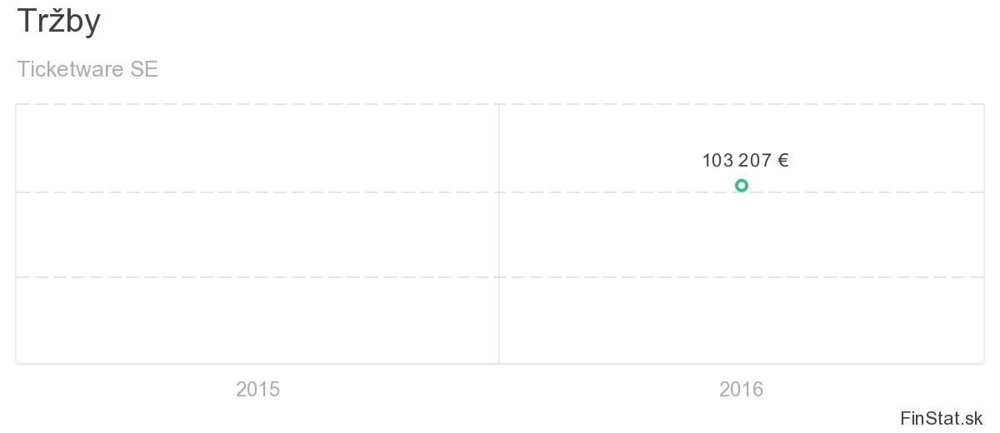 Tržby
Ticketware SE
103 207 €
2015
2016
FinStat.sk